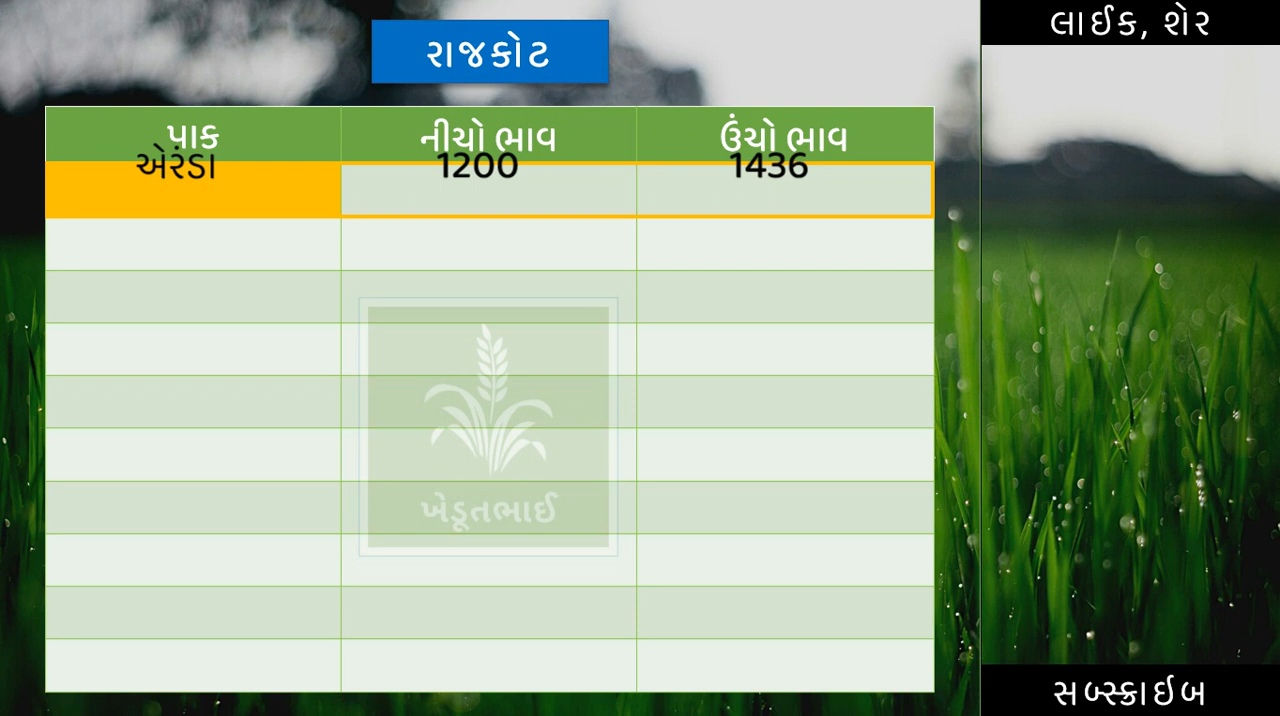 રાજકોટ
લાઈક, શેર
પાક નીચો ભાવ ઉંચો ભાવ
એરંડા 1200 1436
ખેડૂતભાઈ
સબ્સ્ક્રાઈબ